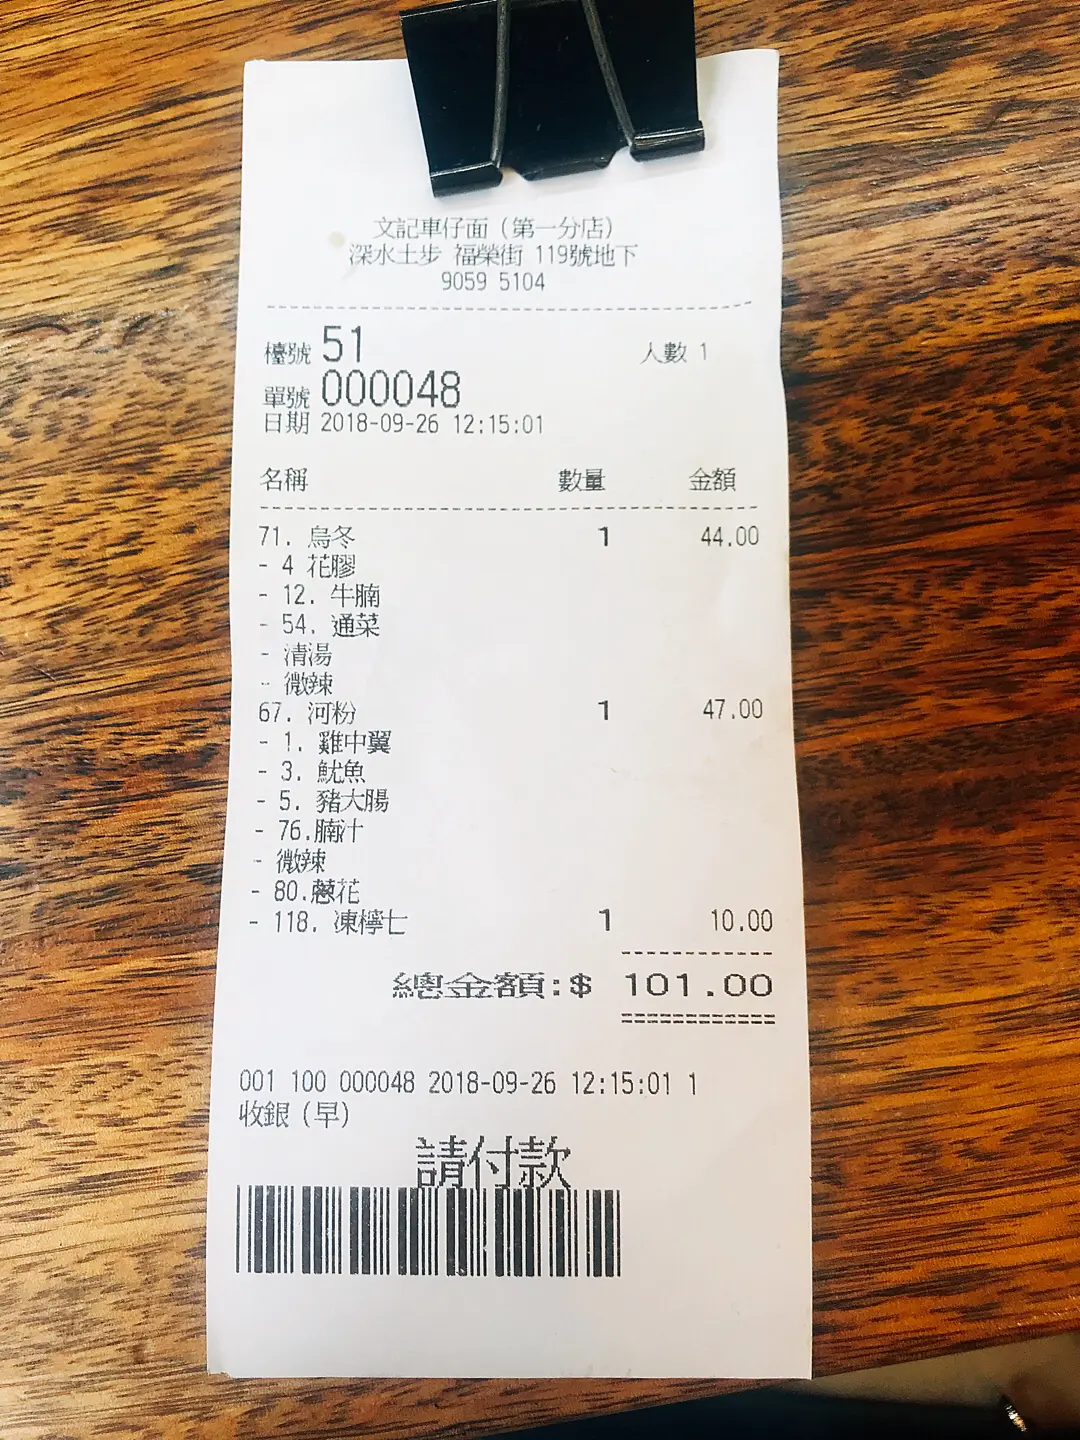 文記車仔面（第一分店）
深水土步 福榮街 119號地下
9059 5104
檯號 51 人數 1
單號 000048
日期 2018-09-26 12:15:01
名稱 數量 金額
71. 烏冬 1 44.00
- 4 花膠
- 12. 牛腩
- 54. 通菜
- 清湯
- 微辣
67. 河粉 1 47.00
- 1. 雞中翼
- 3. 魷魚
- 5. 豬大腸
- 76.腩汁
- 微辣
- 80.蔥花
- 118. 凍檸七 1 10.00
總金額:$ 101.00
001 100 000048 2018-09-26 12:15:01 1
收銀（早）
請付款